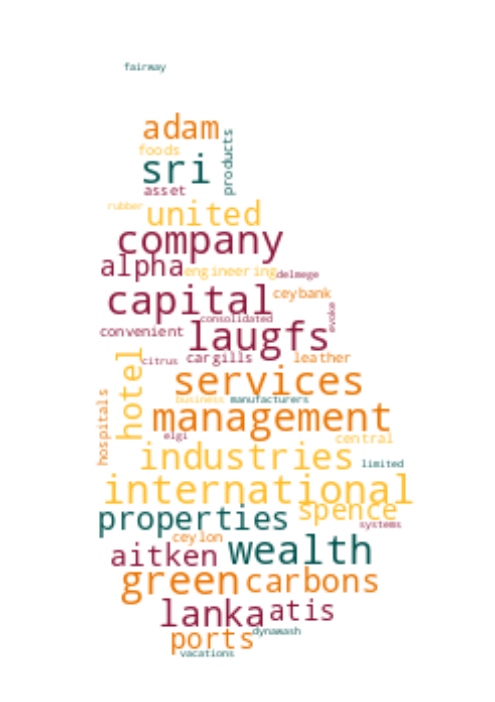 fairway
adam
foods
products
sri
asset
rubber
united
company
alpha
engineering
delmege
ceybank
capital
consolidated
evoke
convenient
laugfs
hotel
citrus
cargills
leather
services
hospitals
business
manufacturers
management
elgi
central
industries
limited
international
properties
spence
systems
ceylon
aitken
wealth
green
carbons
lanka
atis
ports
dynawash
vacations